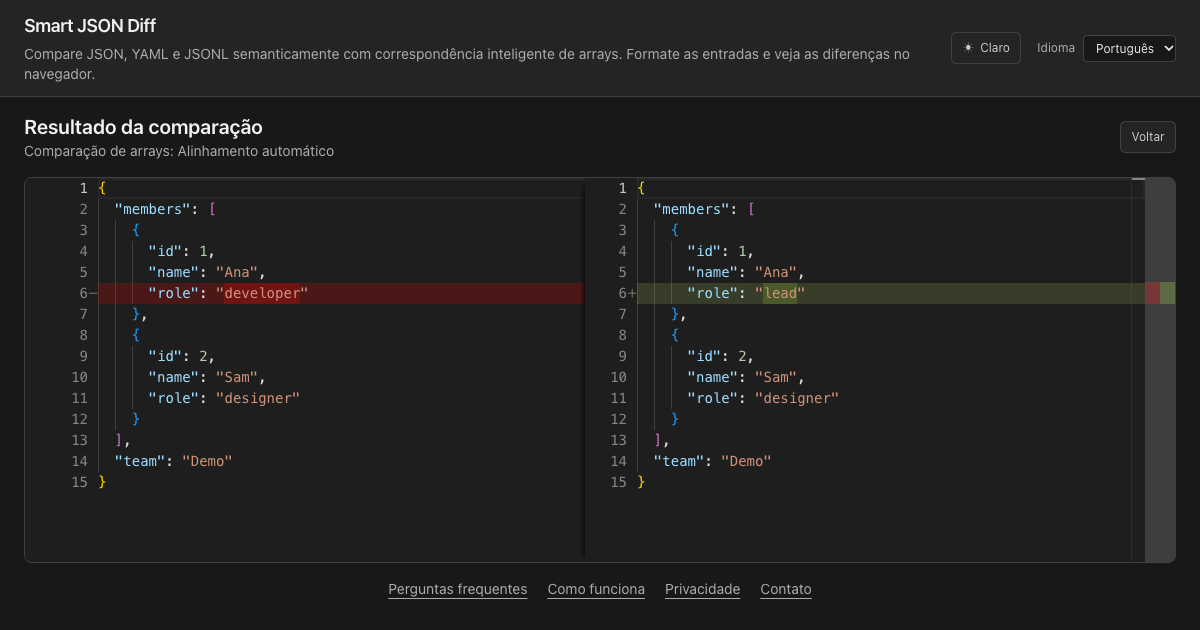 Smart JSON Diff
Compare JSON, YAML e JSONL semanticamente com correspondência inteligente de arrays. Formate as entradas e veja as diferenças no
navegador.
Claro
Idioma
Português
Resultado da comparação
Comparação de arrays: Alinhamento automático
Voltar
1 {
2 "members": [
3 {
4 "id": 1,
5 "name": "Ana",
6− "role": "developer"
7 },
8 {
9 "id": 2,
10 "name": "Sam",
11 "role": "designer"
12 }
13 ],
14 "team": "Demo"
15 }
1 {
2 "members": [
3 {
4 "id": 1,
5 "name": "Ana",
6+ "role": "lead"
7 },
8 {
9 "id": 2,
10 "name": "Sam",
11 "role": "designer"
12 }
13 ],
14 "team": "Demo"
15 }
Perguntas frequentes
Como funciona
Privacidade
Contato